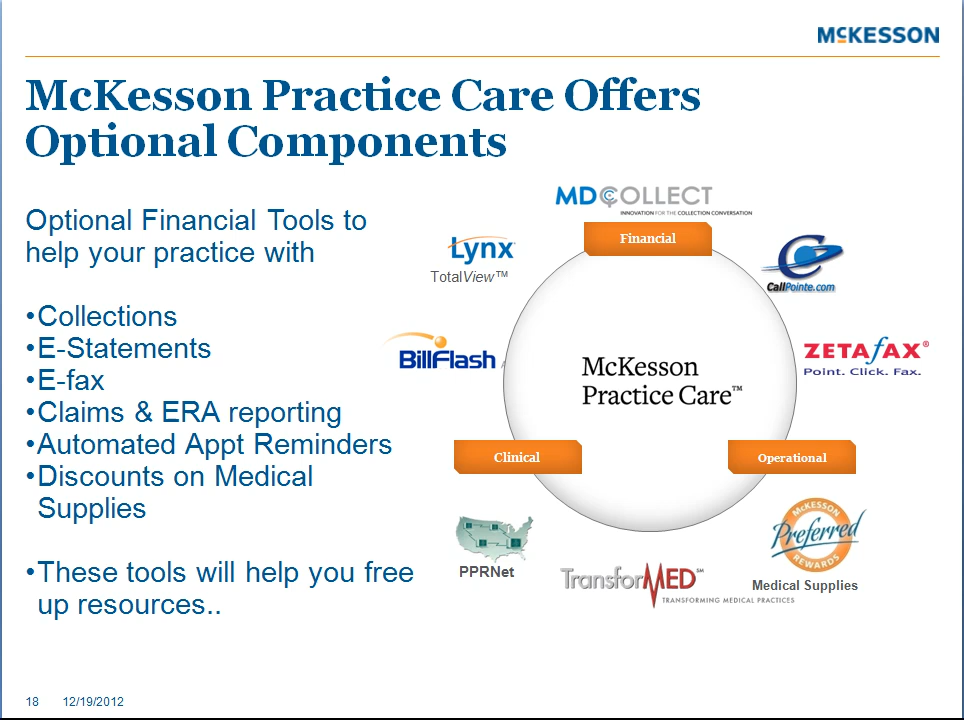 McKESSON
McKesson Practice Care Offers
Optional Components
Optional Financial Tools to
help your practice with
•Collections
•E-Statements
•E-fax
•Claims & ERA reporting
•Automated Appt Reminders
•Discounts on Medical
Supplies
•These tools will help you free
up resources..
MDCOLLECT
INNOVATION FOR THE COLLECTION CONVERSATION
Financial
Lynx
TotalView™
CallPointe.com
BillFlash
ZETAFAX®
Point. Click. Fax.
McKesson
Practice Care™
Clinical
Operational
PPRNet
TRANSFORMED℠
TRANSFORMING MEDICAL PRACTICES
McKESSON
Preferred
REWARDS
Medical Supplies
18 12/19/2012